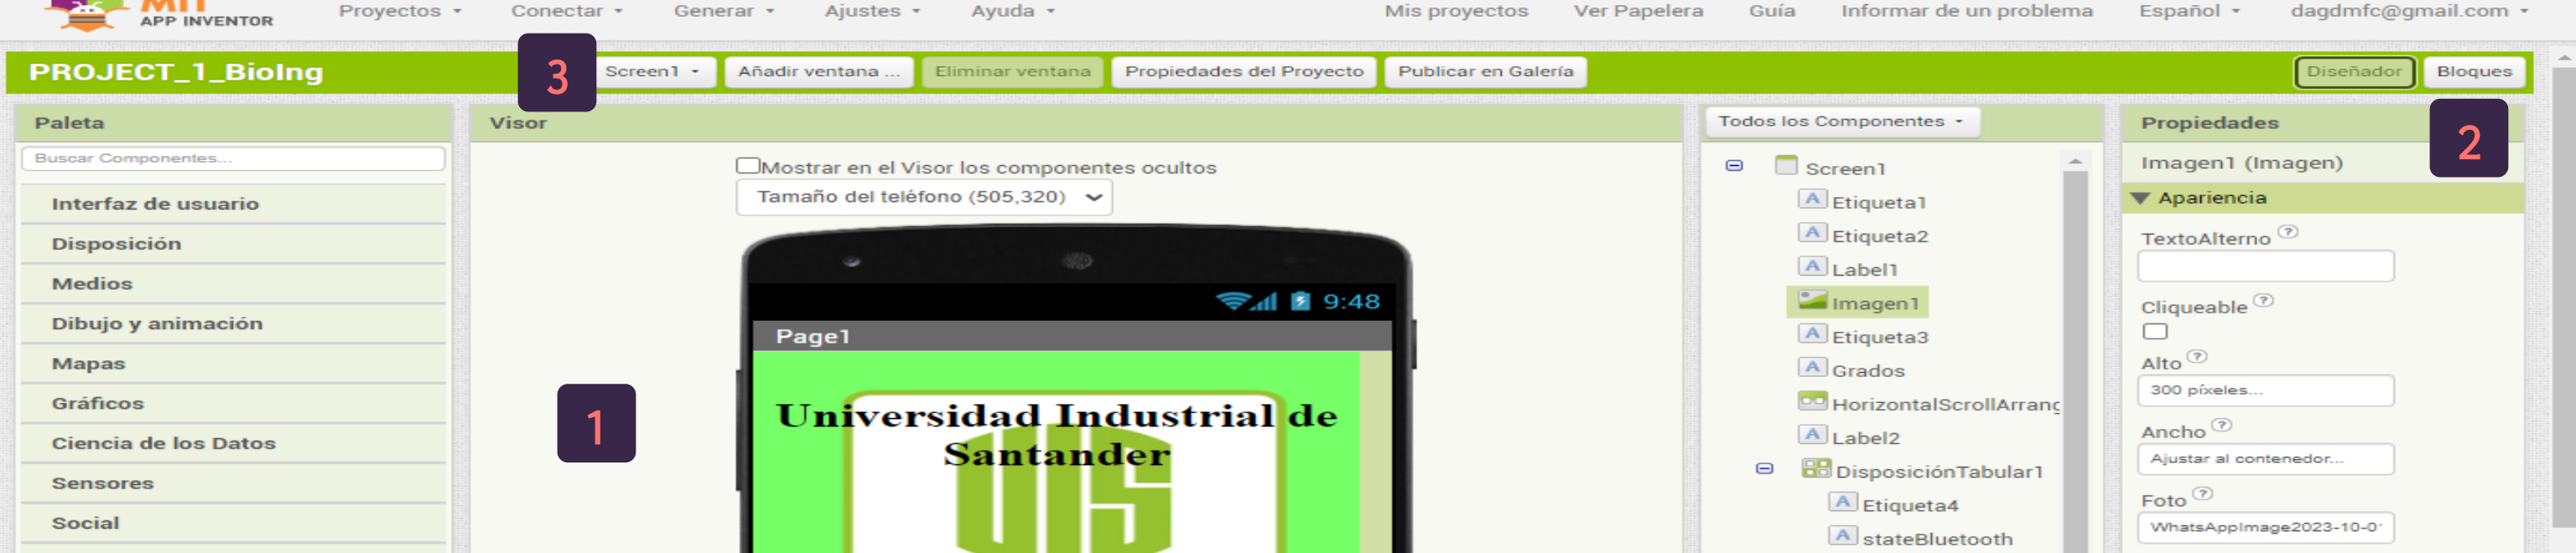 MIT
APP INVENTOR
Proyectos Conectar Generar Ajustes Ayuda Mis proyectos Ver Papelera Guía Informar de un problema Español dagdmfc@gmail.com
PROJECT_1_BioIng
3
Screen1 Añadir ventana ... Eliminar ventana Propiedades del Proyecto Publicar en Galería Diseñador Bloques
Paleta
Buscar Componentes...
Interfaz de usuario
Disposición
Medios
Dibujo y animación
Mapas
Gráficos
Ciencia de los Datos
Sensores
Social
Visor
Mostrar en el Visor los componentes ocultos
Tamaño del teléfono (505,320)
9:48
Page1
1
Universidad Industrial de
Santander
Todos los Componentes
Screen1
Etiqueta1
Etiqueta2
Label1
Imagen1
Etiqueta3
Grados
HorizontalScrollArrang
Label2
DisposiciónTabular1
Etiqueta4
stateBluetooth
Propiedades
2
Imagen1 (Imagen)
Apariencia
TextoAlterno ?
Cliqueable ?
Alto ?
300 píxeles...
Ancho ?
Ajustar al contenedor...
Foto ?
WhatsAppImage2023-10-0